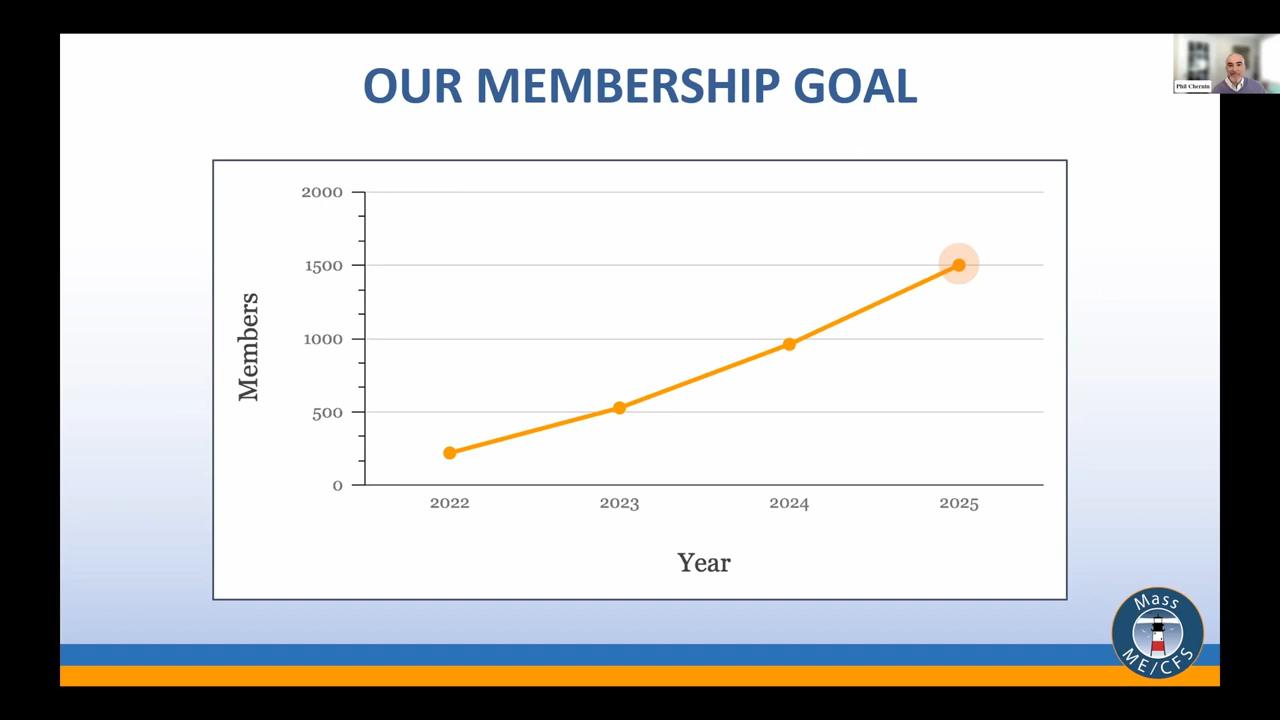 OUR MEMBERSHIP GOAL
Phil Chernin
2000
1500
1000
500
0
Members
2022 2023 2024 2025
Year
Mass
ME/CFS